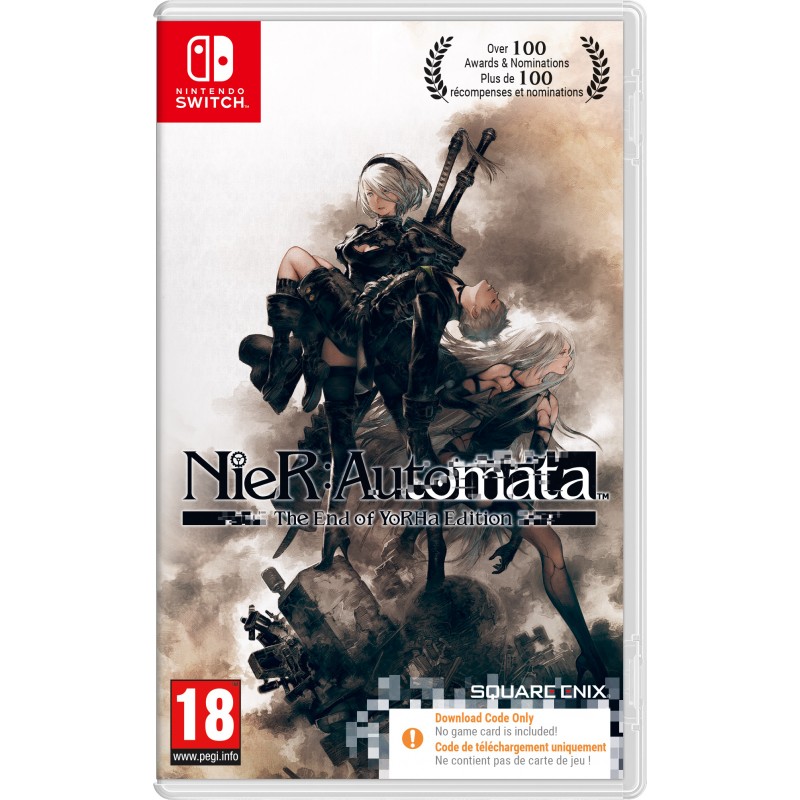 NINTENDO
SWITCH™
Over 100
Awards & Nominations
Plus de 100
récompenses et nominations
NieR:Automata™
The End of YoRHa Edition
SQUARE ENIX
18
www.pegi.info
Download Code Only
No game card is included!
Code de téléchargement uniquement
Ne contient pas de carte de jeu !